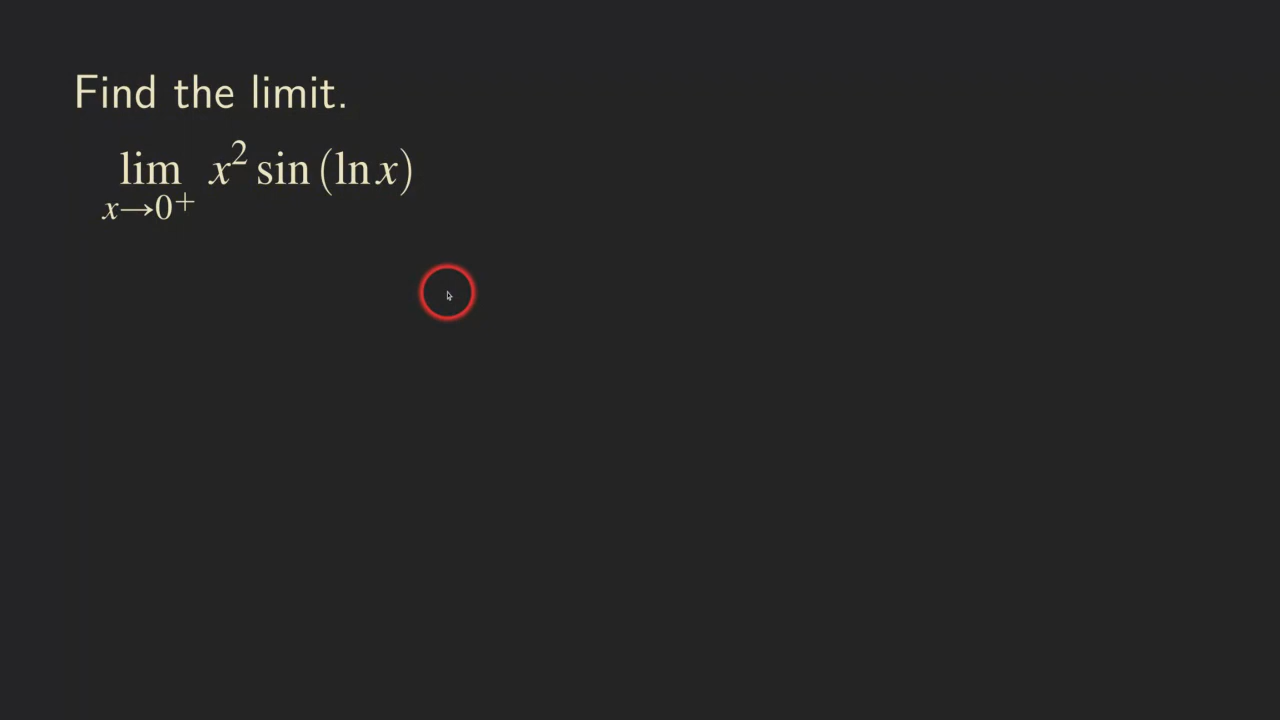 Find the limit.
lim x→0⁺ x² sin (ln x)